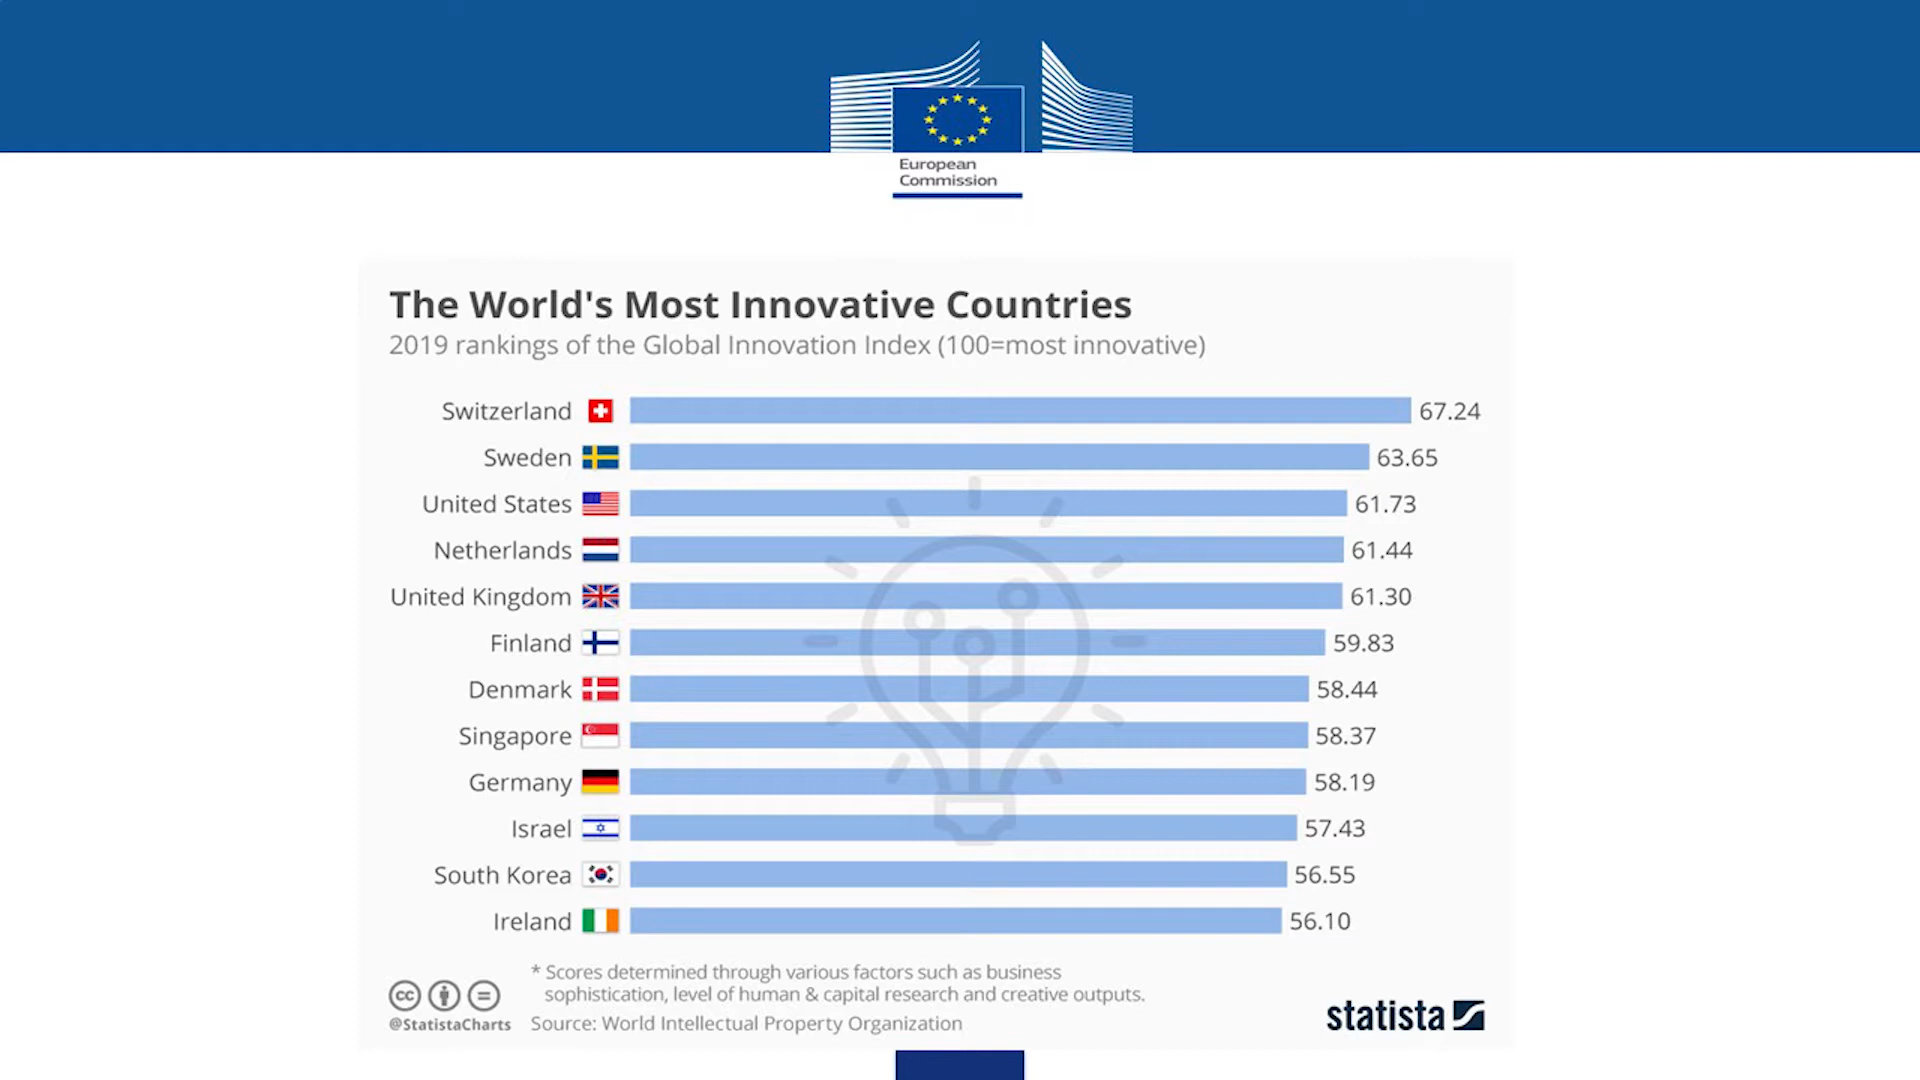 European
Commission
The World's Most Innovative Countries
2019 rankings of the Global Innovation Index (100=most innovative)
Switzerland 67.24
Sweden 63.65
United States 61.73
Netherlands 61.44
United Kingdom 61.30
Finland 59.83
Denmark 58.44
Singapore 58.37
Germany 58.19
Israel 57.43
South Korea 56.55
Ireland 56.10
* Scores determined through various factors such as business
sophistication, level of human & capital research and creative outputs.
cc
@StatistaCharts
Source: World Intellectual Property Organization
statista